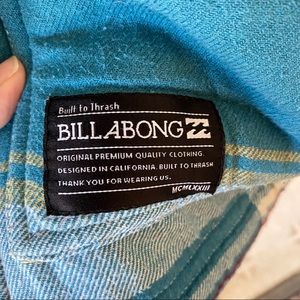 Built to Thrash
BILLABONG
ORIGINAL PREMIUM QUALITY CLOTHING.
DESIGNED IN CALIFORNIA. BUILT TO THRASH
THANK YOU FOR WEARING US.
MCMLXXIII